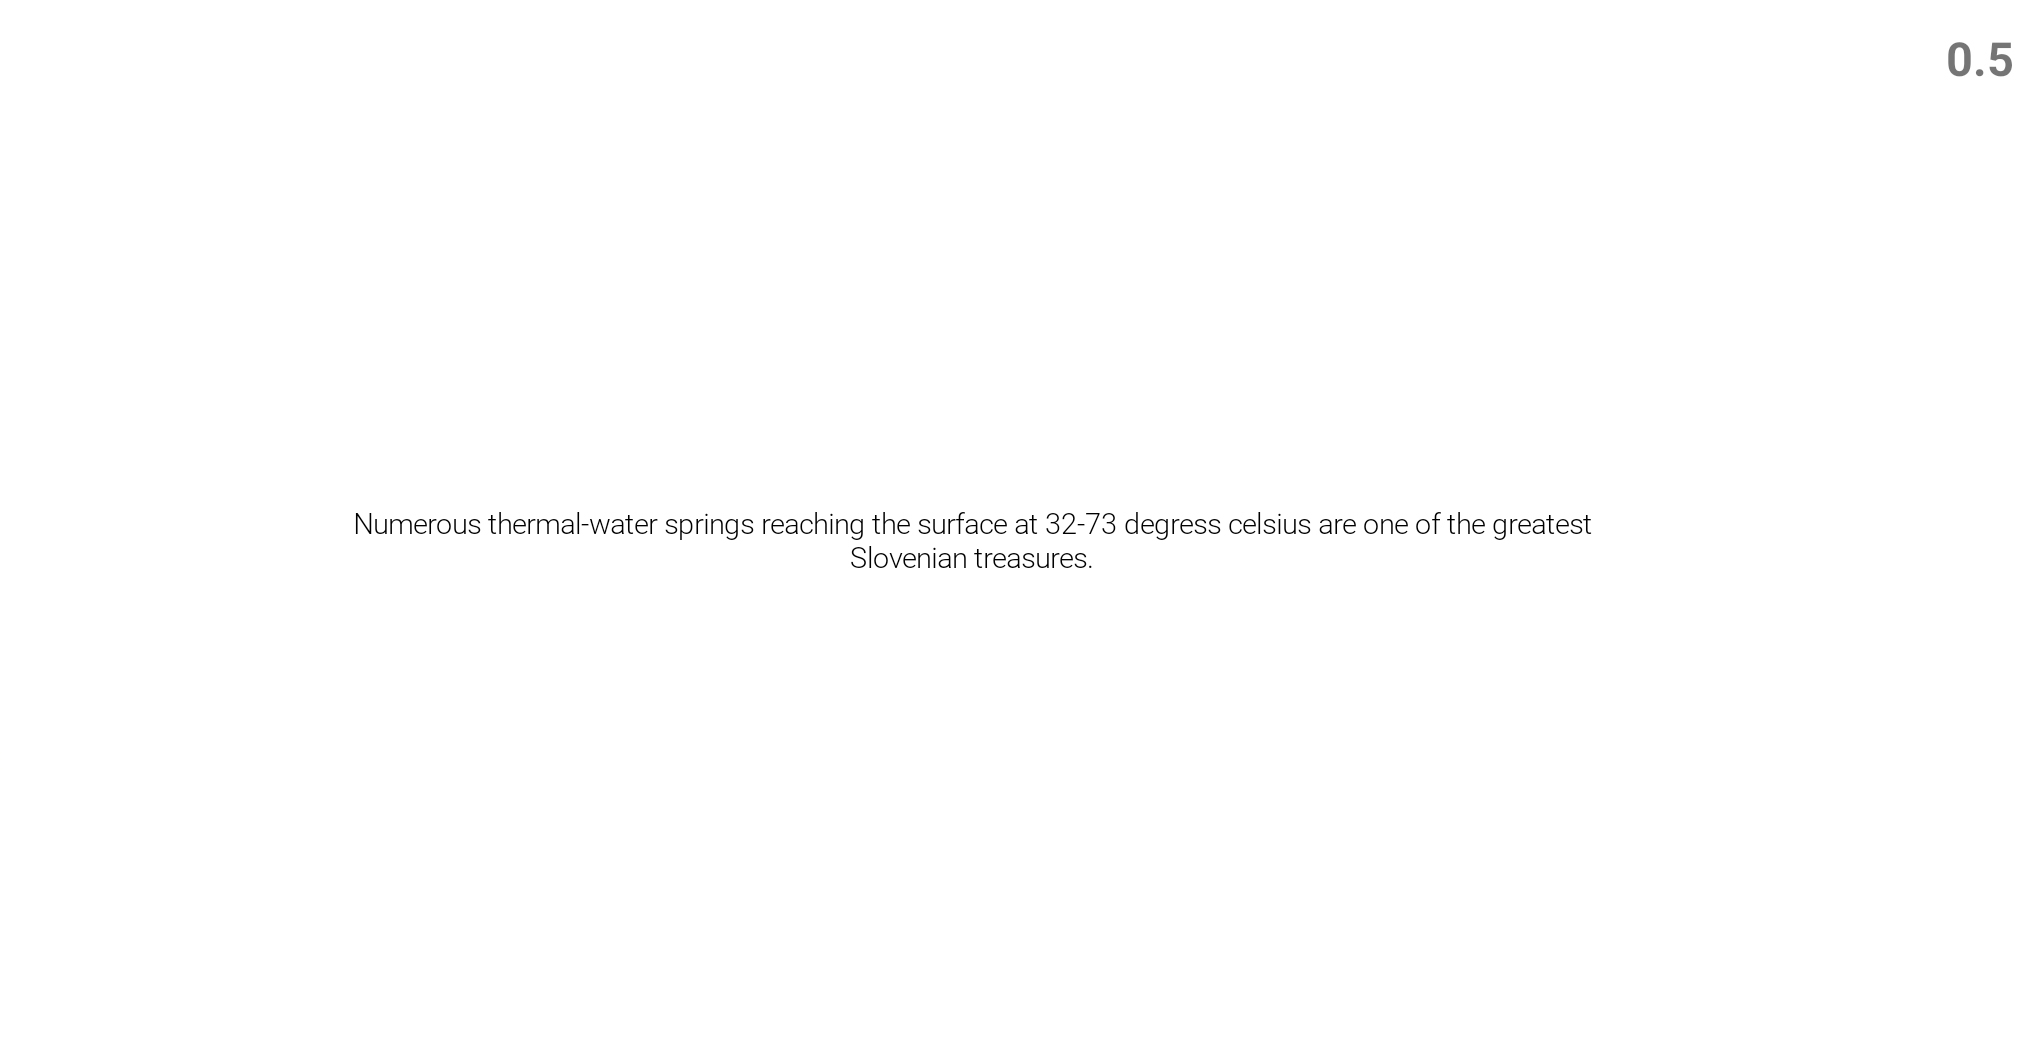 0.5
Numerous thermal-water springs reaching the surface at 32-73 degress celsius are one of the greatest
Slovenian treasures.